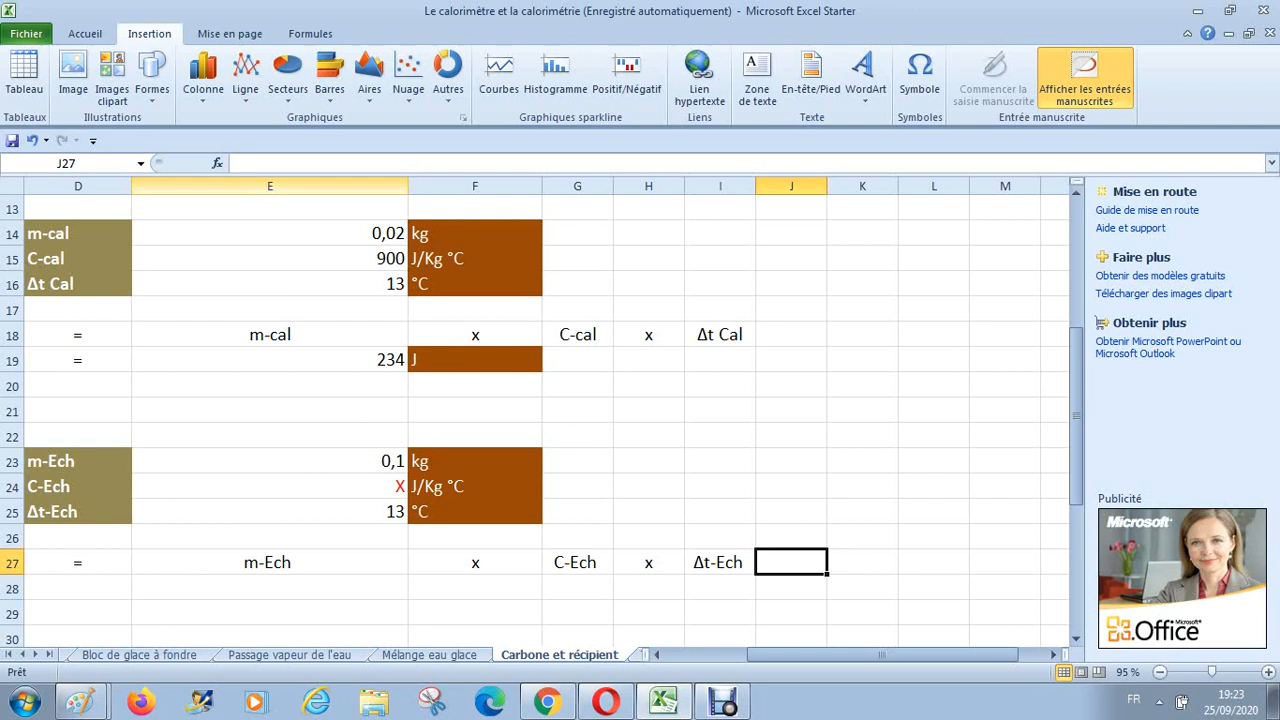 Le calorimètre et la calorimétrie (Enregistré automatiquement) - Microsoft Excel Starter
Fichier Accueil Insertion Mise en page Formules
Tableau Image Images clipart Formes Colonne Ligne Secteurs Barres Aires Nuage Autres Courbes Histogramme Positif/Négatif Lien hypertexte Zone de texte En-tête/Pied WordArt Symbole Commencer la saisie manuscrite Afficher les entrées manuscrites
Tableaux Illustrations Graphiques Graphiques sparkline Liens Texte Symboles Entrée manuscrite
J27 fx
D E F G H I J K L M
13
14 m-cal 0,02 kg
15 C-cal 900 J/Kg °C
16 Δt Cal 13 °C
17
18 = m-cal x C-cal x Δt Cal
19 = 234 J
20
21
22
23 m-Ech 0,1 kg
24 C-Ech X J/Kg °C
25 Δt-Ech 13 °C
26
27 = m-Ech x C-Ech x Δt-Ech
28
29
30
Mise en route
Guide de mise en route
Aide et support
Faire plus
Obtenir des modèles gratuits
Télécharger des images clipart
Obtenir plus
Obtenir Microsoft PowerPoint ou
Microsoft Outlook
Publicité
Microsoft
Microsoft
Office
Bloc de glace à fondre Passage vapeur de l'eau Mélange eau glace Carbone et récipient
Prêt 95 %
FR 19:23
25/09/2020